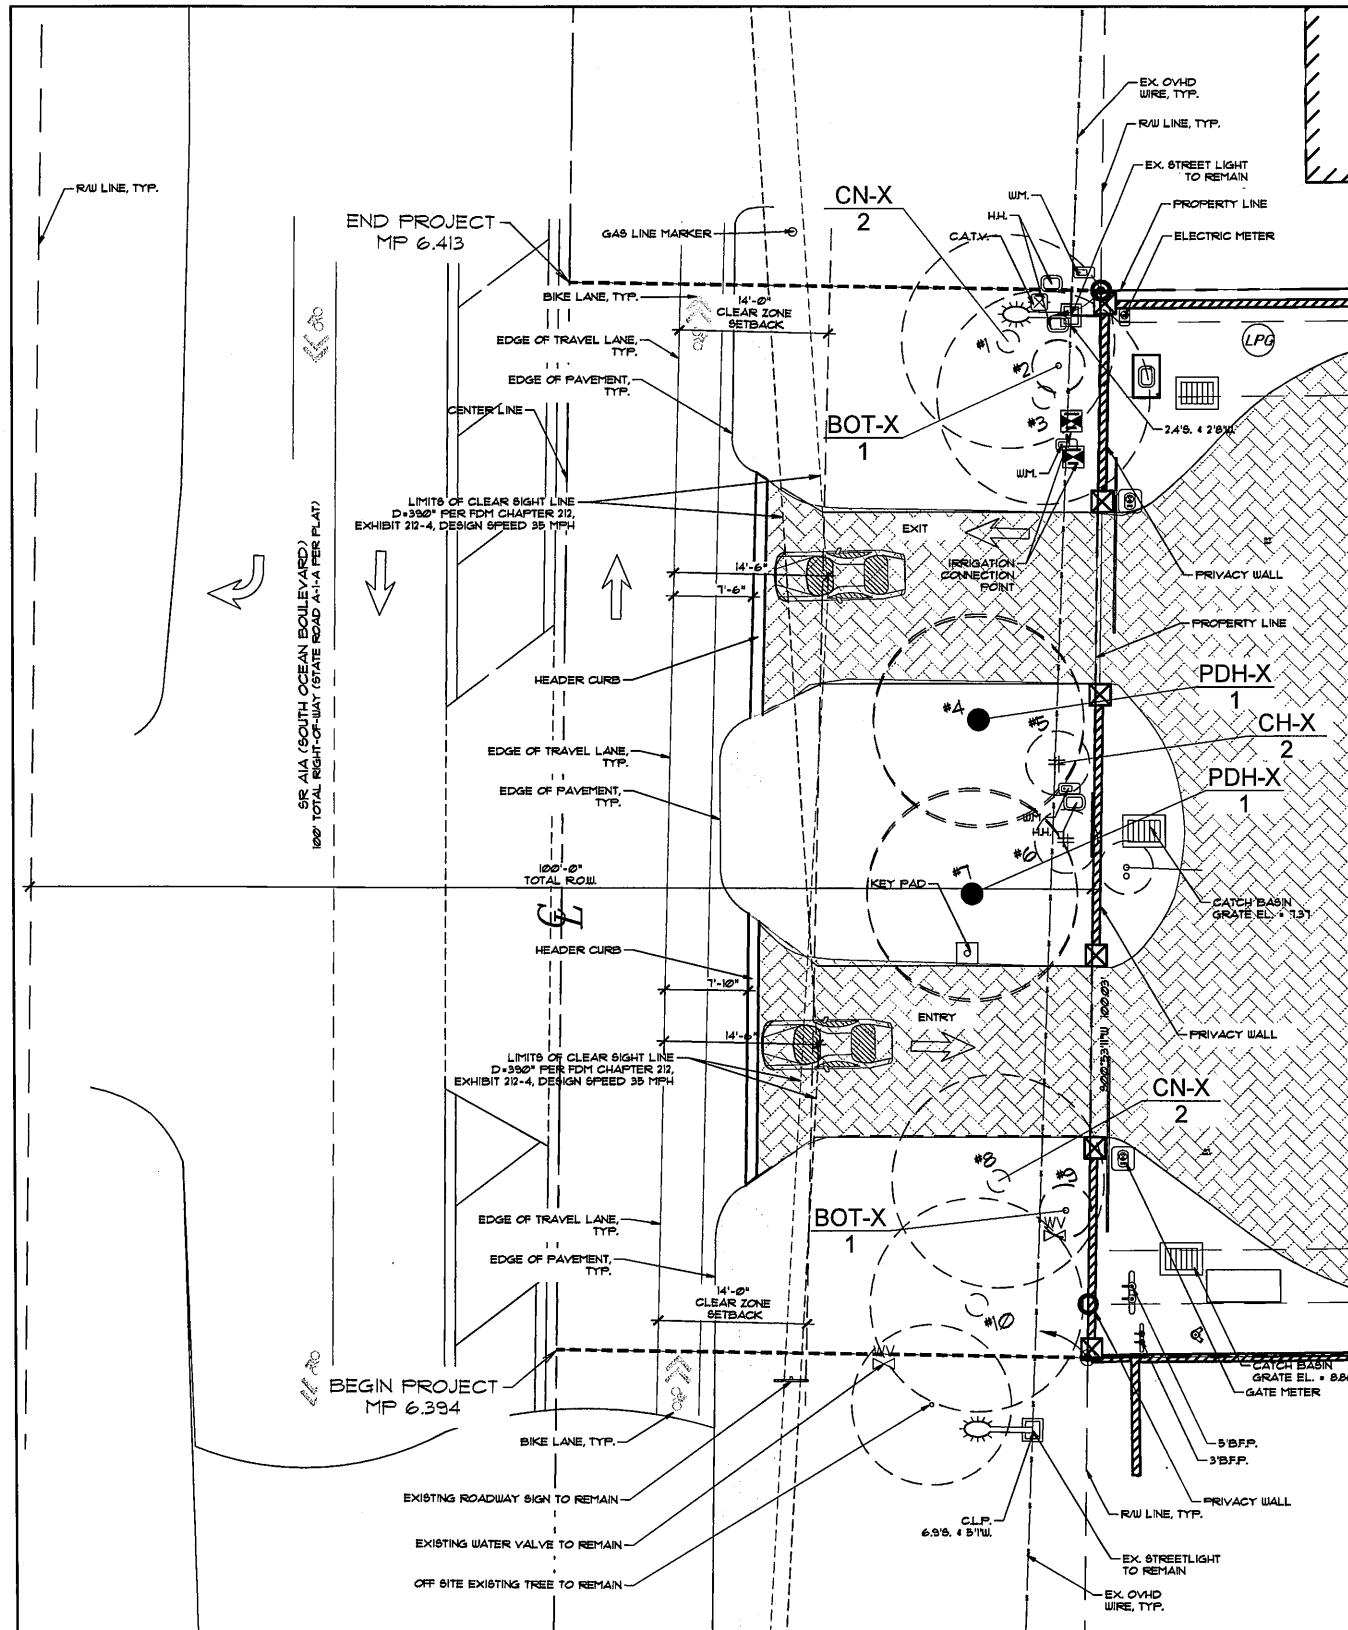 EX. OVHD
WIRE, TYP.
R/W LINE, TYP.
EX. STREET LIGHT
TO REMAIN
R/W LINE, TYP.
W.M.
CN-X
2
PROPERTY LINE
H.H.
END PROJECT
MP 6.413
GAS LINE MARKER
C.A.T.V.
ELECTRIC METER
BIKE LANE, TYP.
14'-0"
CLEAR ZONE
SETBACK
EDGE OF TRAVEL LANE,
TYP.
#1
LPG
#2
EDGE OF PAVEMENT,
TYP.
CENTER LINE
BOT-X
1
#3
2.4'S. & 2'8"W.
W.M.
LIMITS OF CLEAR SIGHT LINE
D=390" PER FDM CHAPTER 212,
EXHIBIT 212-4, DESIGN SPEED 35 MPH
EXIT
SR A1A (SOUTH OCEAN BOULEVARD)
100' TOTAL RIGHT-OF-WAY (STATE ROAD A-1-A PER PLAT)
14'-6"
7'-6"
IRRIGATION
CONNECTION
POINT
PRIVACY WALL
PROPERTY LINE
HEADER CURB
PDH-X
1
#4
#5
CH-X
2
EDGE OF TRAVEL LANE,
TYP.
EDGE OF PAVEMENT,
TYP.
PDH-X
1
W.M.
H.H.
#6
100'-0"
TOTAL R.O.W.
#7
KEY PAD
CATCH BASIN
GRATE EL. = 7.37
CL
HEADER CURB
7'-10"
ENTRY
14'-6"
S00°53'11"W 100.03'
PRIVACY WALL
LIMITS OF CLEAR SIGHT LINE
D=390" PER FDM CHAPTER 212,
EXHIBIT 212-4, DESIGN SPEED 35 MPH
CN-X
2
#8
#9
EDGE OF TRAVEL LANE,
TYP.
BOT-X
1
WV
EDGE OF PAVEMENT,
TYP.
14'-0"
CLEAR ZONE
SETBACK
#10
WV
BEGIN PROJECT
MP 6.394
CATCH BASIN
GRATE EL. = 8.8
GATE METER
BIKE LANE, TYP.
5'B.F.P.
3'B.F.P.
EXISTING ROADWAY SIGN TO REMAIN
PRIVACY WALL
R/W LINE, TYP.
C.L.P.
6.9'S. & 5'1"W.
EXISTING WATER VALVE TO REMAIN
EX. STREETLIGHT
TO REMAIN
OFF SITE EXISTING TREE TO REMAIN
EX. OVHD
WIRE, TYP.